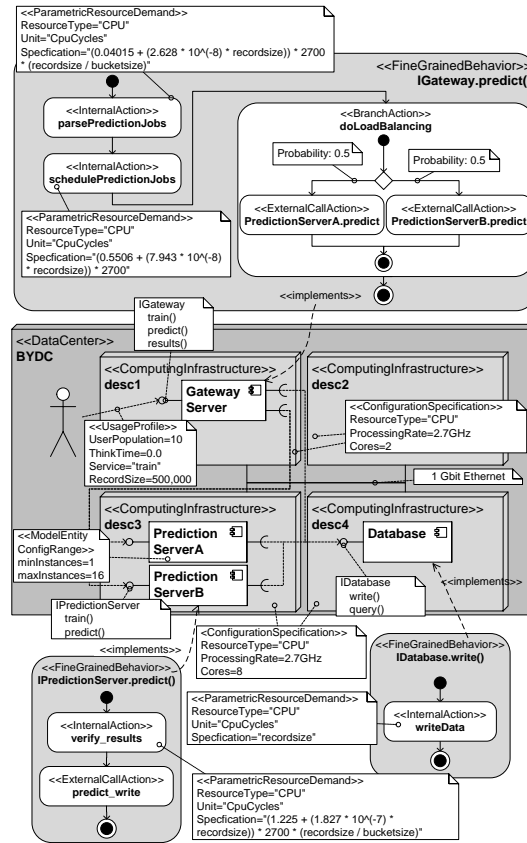 <<ParametricResourceDemand>>
ResourceType="CPU"
Unit="CpuCycles"
Specfication="(0.04015 + (2.628 * 10^(-8) * recordsize)) * 2700
* (recordsize / bucketsize)"
<<FineGrainedBehavior>>
IGateway.predict(
<<InternalAction>>
parsePredictionJobs
<<InternalAction>>
schedulePredictionJobs
<<BranchAction>>
doLoadBalancing
Probability: 0.5
Probability: 0.5
<<ExternalCallAction>>
PredictionServerA.predict
<<ExternalCallAction>>
PredictionServerB.predict
<<ParametricResourceDemand>>
ResourceType="CPU"
Unit="CpuCycles"
Specfication="(0.5506 + (7.943 * 10^(-8)
* recordsize)) * 2700"
<<implements>>
IGateway
train()
predict()
results()
<<DataCenter>>
BYDC
<<ComputingInfrastructure>>
desc1
Gateway
Server
<<ComputingInfrastructure>>
desc2
<<UsageProfile>>
UserPopulation=10
ThinkTime=0.0
Service="train"
RecordSize=500,000
<<ConfigurationSpecification>>
ResourceType="CPU"
ProcessingRate=2.7GHz
Cores=2
1 Gbit Ethernet
<<ComputingInfrastructure>>
desc3
Prediction
ServerA
Prediction
ServerB
<<ComputingInfrastructure>>
desc4
Database
<<ModelEntity
ConfigRange>>
minInstances=1
maxInstances=16
IPredictionServer
train()
predict()
IDatabase
write()
query()
<<implements>>
<<implements>>
<<ConfigurationSpecification>>
ResourceType="CPU"
ProcessingRate=2.7GHz
Cores=8
<<FineGrainedBehavior>>
IPredictionServer.predict()
<<InternalAction>>
verify_results
<<ExternalCallAction>>
predict_write
<<FineGrainedBehavior>>
IDatabase.write()
<<InternalAction>>
writeData
<<ParametricResourceDemand>>
ResourceType="CPU"
Unit="CpuCycles"
Specfication="recordsize"
<<ParametricResourceDemand>>
ResourceType="CPU"
Unit="CpuCycles"
Specfication="(1.225 + (1.827 * 10^(-7) *
recordsize)) * 2700 * (recordsize / bucketsize)"